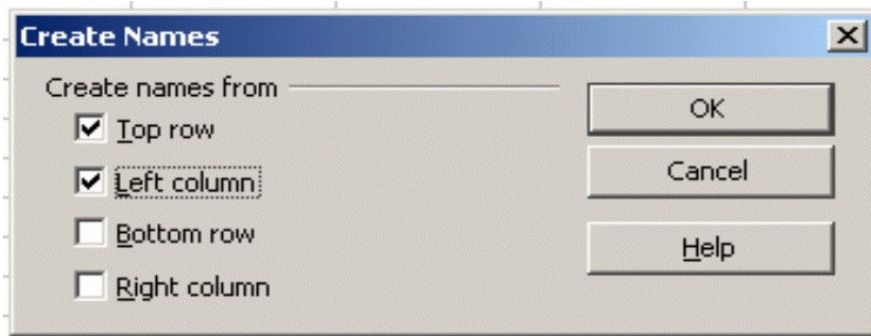 Create Names
Create names from
Top row
Left column
Bottom row
Right column
OK
Cancel
Help